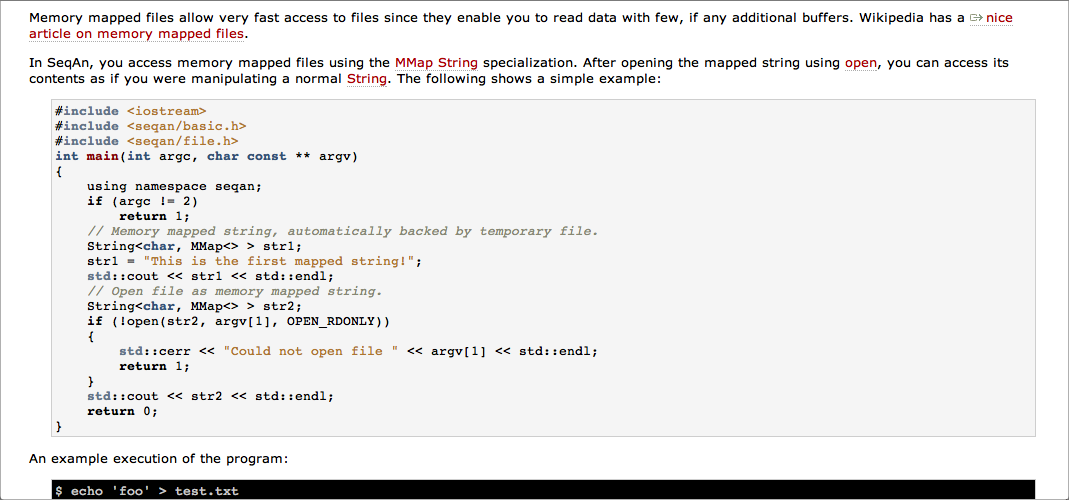 Memory mapped files allow very fast access to files since they enable you to read data with few, if any additional buffers. Wikipedia has a nice
article on memory mapped files.
In SeqAn, you access memory mapped files using the MMap String specialization. After opening the mapped string using open, you can access its
contents as if you were manipulating a normal String. The following shows a simple example:
#include <iostream>
#include <seqan/basic.h>
#include <seqan/file.h>
int main(int argc, char const ** argv)
{
    using namespace seqan;
    if (argc != 2)
        return 1;
    // Memory mapped string, automatically backed by temporary file.
    String<char, MMap<> > str1;
    str1 = "This is the first mapped string!";
    std::cout << str1 << std::endl;
    // Open file as memory mapped string.
    String<char, MMap<> > str2;
    if (!open(str2, argv[1], OPEN_RDONLY))
    {
        std::cerr << "Could not open file " << argv[1] << std::endl;
        return 1;
    }
    std::cout << str2 << std::endl;
    return 0;
}
An example execution of the program:
$ echo 'foo' > test.txt